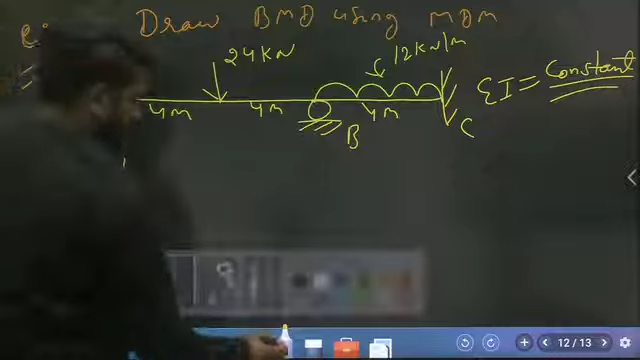 Draw BMD using MDM
24KN
12KN/m
EI = Constant
4M
4M
4M
B
C
12 / 13